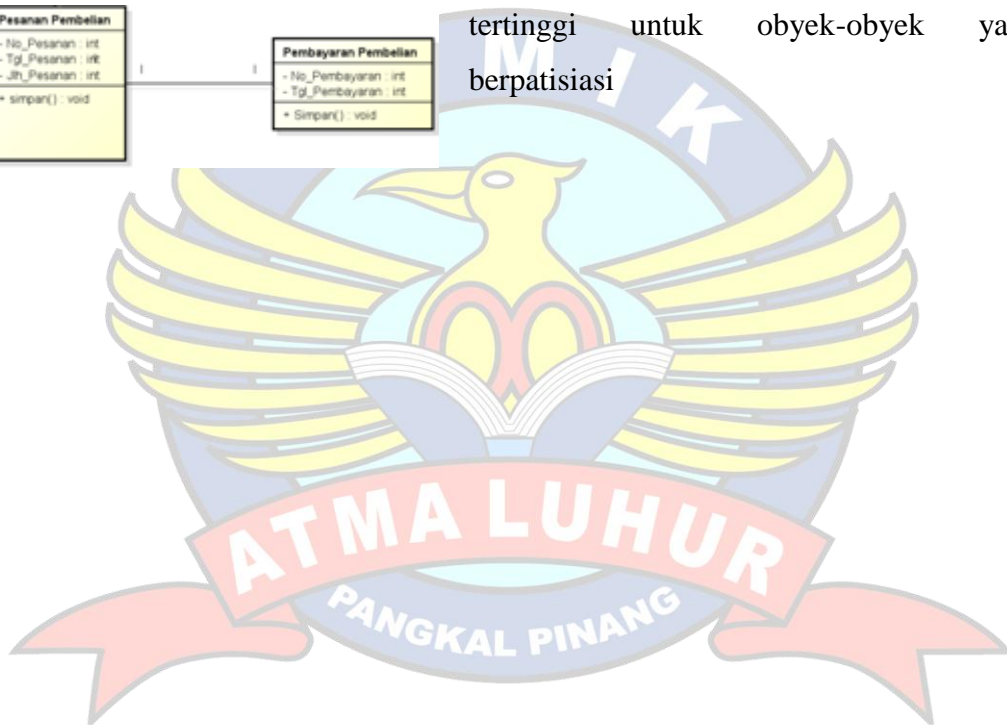 Pesanan Pembelian
- No_Pesanan : int
- Tgl_Pesanan : int
- Jlh_Pesanan : int
+ simpan() : void
1 1
Pembayaran Pembelian
- No_Pembayaran : int
- Tgl_Pembayaran : int
+ Simpan() : void
tertinggi untuk obyek-obyek ya
berpatisiasi
M I K
ATMA LUHUR
PANGKAL PINANG